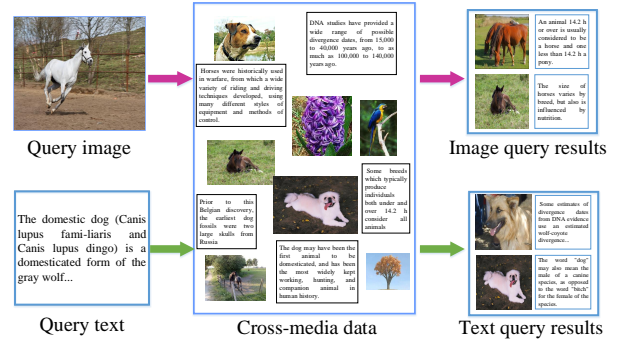 Query image
The domestic dog (Canis
lupus fami-liaris and
Canis lupus dingo) is a
domesticated form of the
gray wolf...
Query text
DNA studies have provided a
wide range of possible
divergence dates, from 15,000
to 40,000 years ago, to as
much as 100,000 to 140,000
years ago.
Horses were historically used
in warfare, from which a wide
variety of riding and driving
techniques developed, using
many different styles of
equipment and methods of
control.
Some breeds
which typically
produce
individuals
both under and
over 14.2 h
consider all
animals
Prior to this
Belgian discovery,
the earliest dog
fossils were two
large skulls from
Russia
The dog may have been the
first animal to be
domesticated, and has been
the most widely kept
working, hunting, and
companion animal in
human history.
Cross-media data
An animal 14.2 h
or over is usually
considered to be
a horse and one
less than 14.2 h a
pony.
The size of
horses varies by
breed, but also is
influenced by
nutrition.
Image query results
Some estimates of
divergence dates
from DNA evidence
use an estimated
wolf-coyote
divergence...
The word "dog"
may also mean the
male of a canine
species, as opposed
to the word "bitch"
for the female of the
species.
Text query results